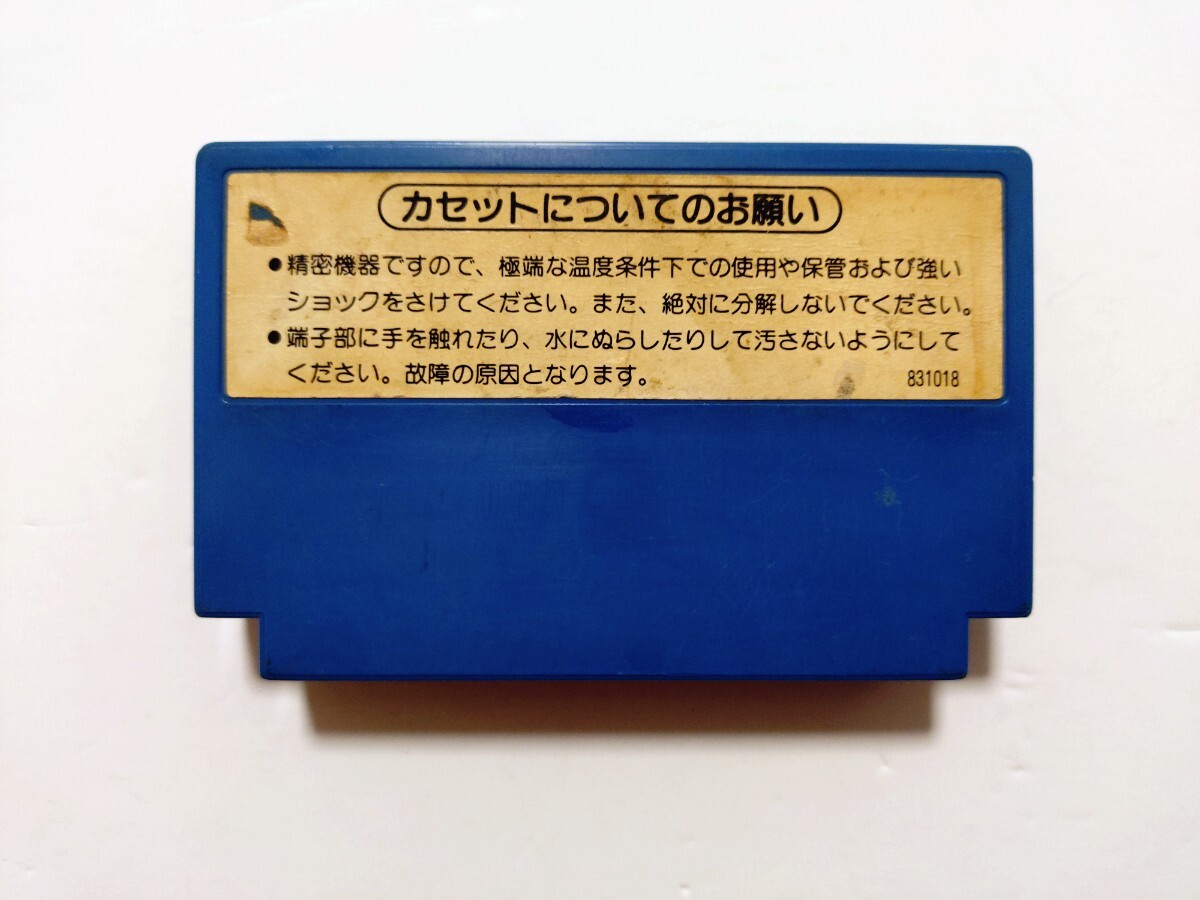 カセットについてのお願い
●精密機器ですので、極端な温度条件下での使用や保管および強い
ショックをさけてください。また、絶対に分解しないでください。
●端子部に手を触れたり、水にぬらしたりして汚さないようにして
ください。故障の原因となります。
831018